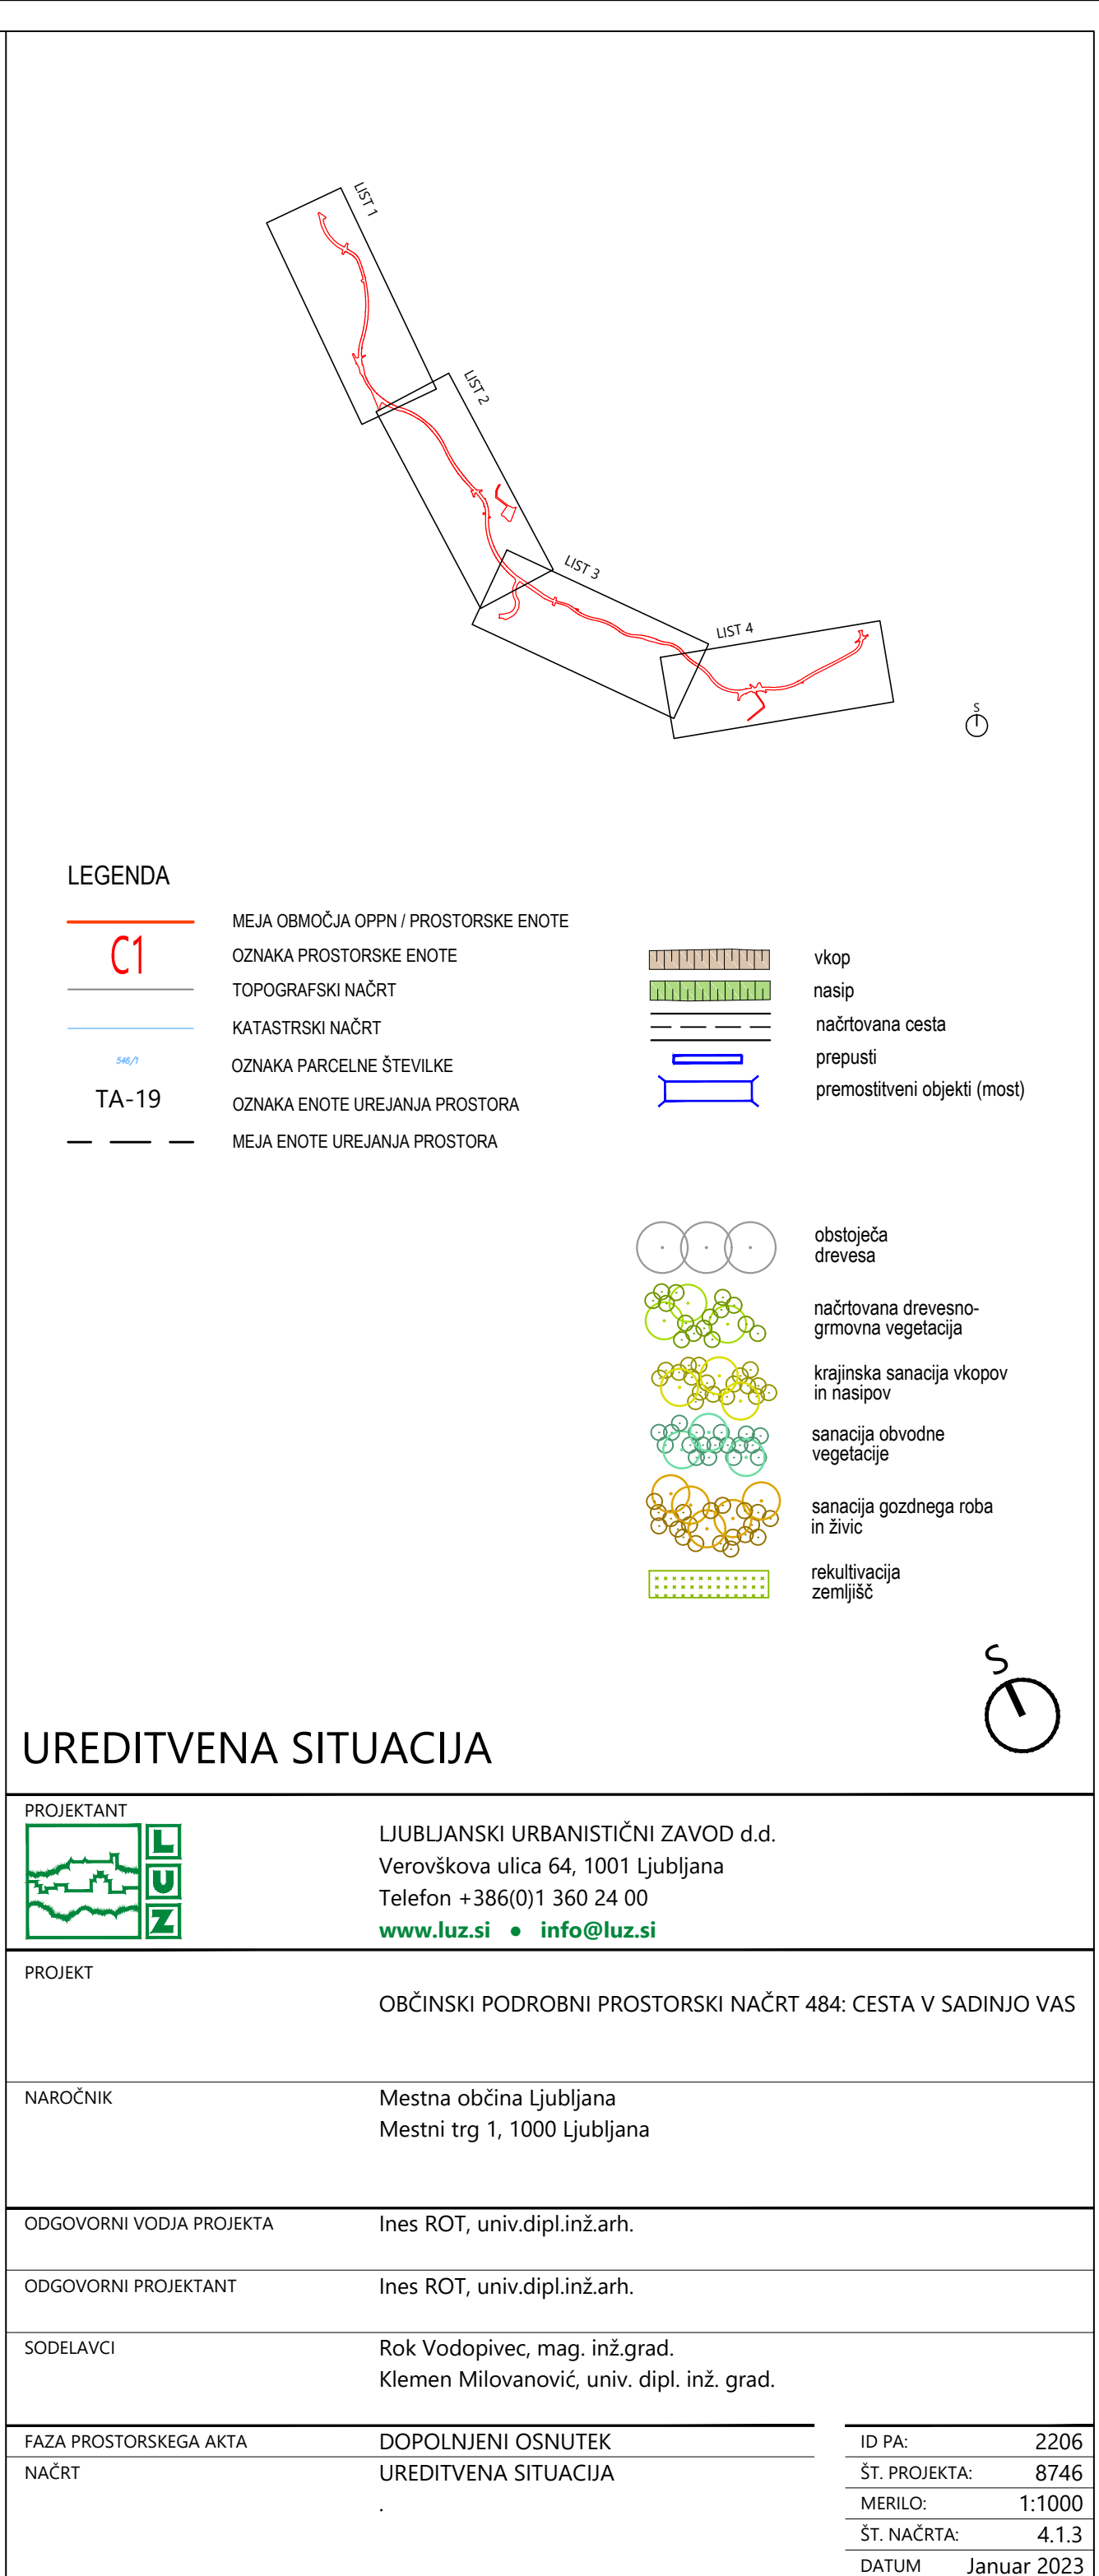 LIST 1
LIST 2
LIST 3
LIST 4
S
LEGENDA
MEJA OBMOČJA OPPN / PROSTORSKE ENOTE
C1
OZNAKA PROSTORSKE ENOTE
TOPOGRAFSKI NAČRT
KATASTRSKI NAČRT
546/1
OZNAKA PARCELNE ŠTEVILKE
TA-19
OZNAKA ENOTE UREJANJA PROSTORA
MEJA ENOTE UREJANJA PROSTORA
vkop
nasip
načrtovana cesta
prepusti
premostitveni objekti (most)
obstoječa
drevesa
načrtovana drevesno-
grmovna vegetacija
krajinska sanacija vkopov
in nasipov
sanacija obvodne
vegetacije
sanacija gozdnega roba
in živic
rekultivacija
zemljišč
S
UREDITVENA SITUACIJA
PROJEKTANT
L
U
Z
LJUBLJANSKI URBANISTIČNI ZAVOD d.d.
Verovškova ulica 64, 1001 Ljubljana
Telefon +386(0)1 360 24 00
www.luz.si ● info@luz.si
PROJEKT
OBČINSKI PODROBNI PROSTORSKI NAČRT 484: CESTA V SADINJO VAS
NAROČNIK
Mestna občina Ljubljana
Mestni trg 1, 1000 Ljubljana
ODGOVORNI VODJA PROJEKTA Ines ROT, univ.dipl.inž.arh.
ODGOVORNI PROJEKTANT Ines ROT, univ.dipl.inž.arh.
SODELAVCI Rok Vodopivec, mag. inž.grad.
Klemen Milovanović, univ. dipl. inž. grad.
FAZA PROSTORSKEGA AKTA DOPOLNJENI OSNUTEK
NAČRT UREDITVENA SITUACIJA
.
ID PA: 2206
ŠT. PROJEKTA: 8746
MERILO: 1:1000
ŠT. NAČRTA: 4.1.3
DATUM Januar 2023